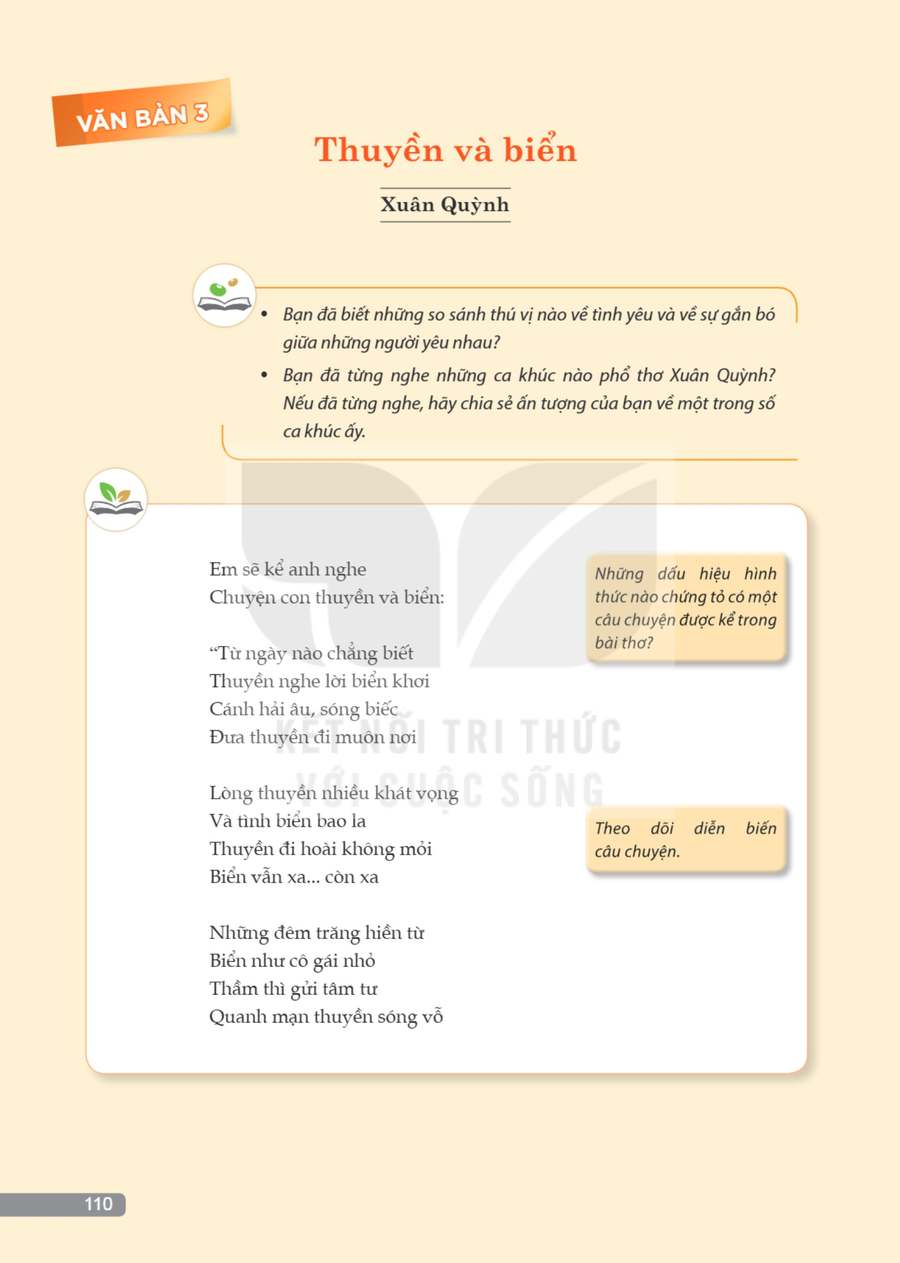 VĂN BẢN 3
Thuyền và biển
Xuân Quỳnh
• Bạn đã biết những so sánh thú vị nào về tình yêu và về sự gắn bó
giữa những người yêu nhau?
• Bạn đã từng nghe những ca khúc nào phổ thơ Xuân Quỳnh?
Nếu đã từng nghe, hãy chia sẻ ấn tượng của bạn về một trong số
ca khúc ấy.
Em sẽ kể anh nghe
Chuyện con thuyền và biển:
“Từ ngày nào chẳng biết
Thuyền nghe lời biển khơi
Cánh hải âu, sóng biếc
Đưa thuyền đi muôn nơi
Lòng thuyền nhiều khát vọng
Và tình biển bao la
Thuyền đi hoài không mỏi
Biển vẫn xa... còn xa
Những đêm trăng hiền từ
Biển như cô gái nhỏ
Thầm thì gửi tâm tư
Quanh mạn thuyền sóng vỗ
Những dấu hiệu hình
thức nào chứng tỏ có một
câu chuyện được kể trong
bài thơ?
Theo dõi diễn biến
câu chuyện.
KẾT NỐI TRI THỨC
VỚI CUỘC SỐNG
110